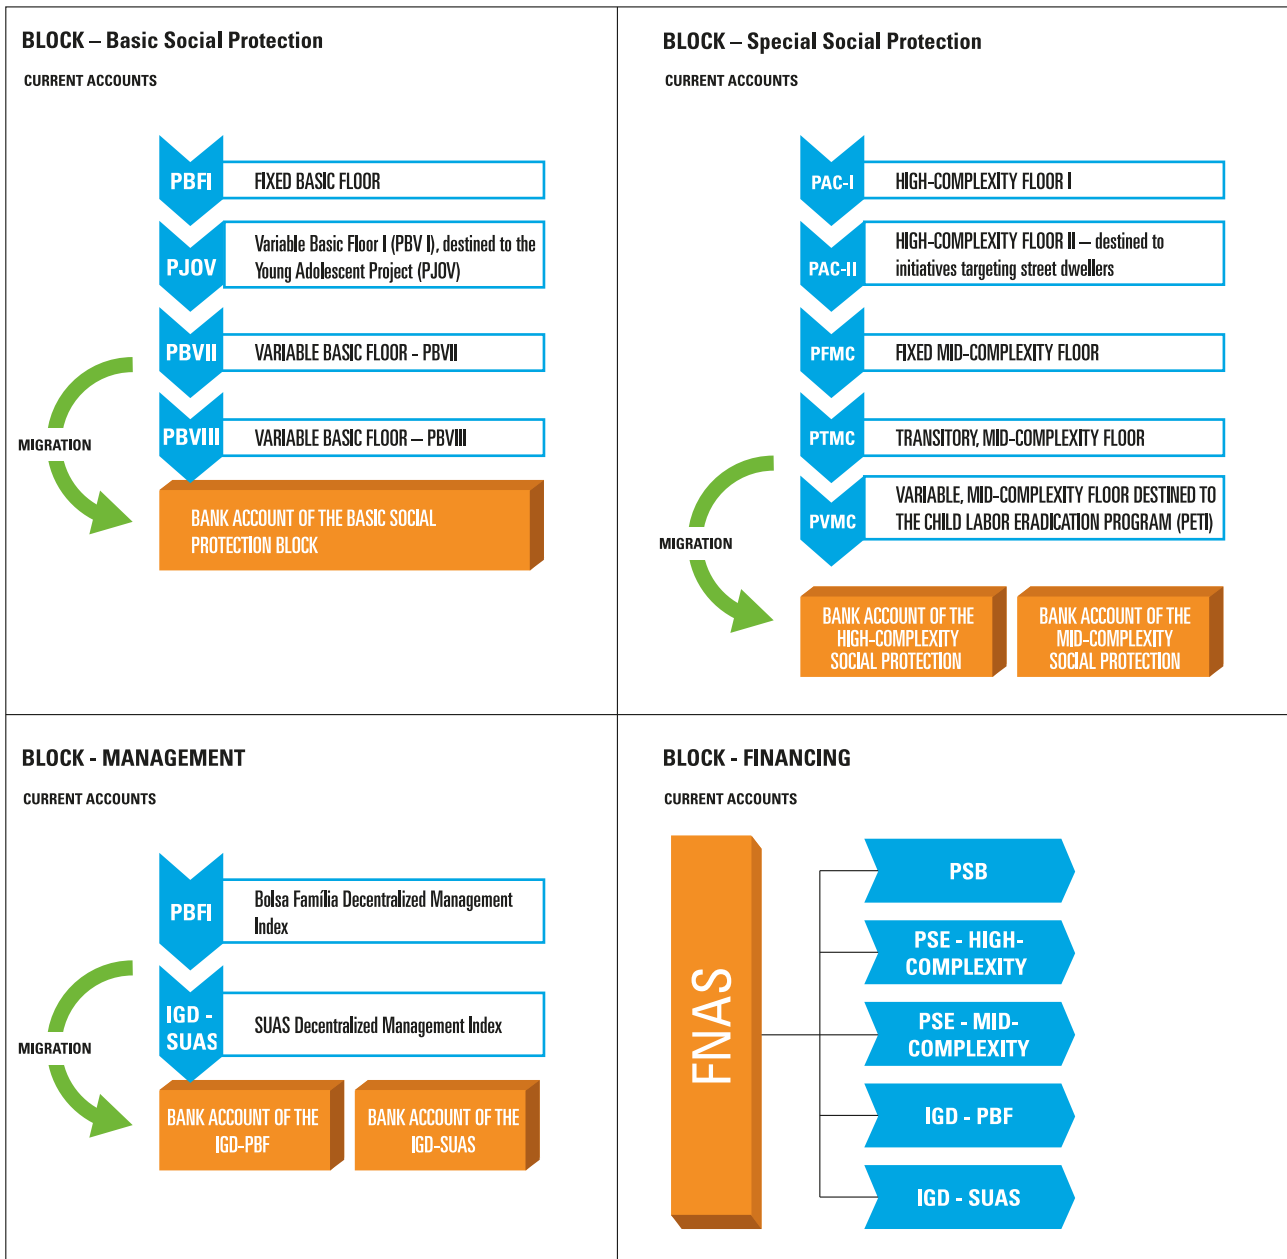 BLOCK – Basic Social Protection
CURRENT ACCOUNTS
PBFI
FIXED BASIC FLOOR
PJOV
Variable Basic Floor I (PBV I), destined to the
Young Adolescent Project (PJOV)
PBVII
VARIABLE BASIC FLOOR - PBVII
MIGRATION
PBVIII
VARIABLE BASIC FLOOR – PBVIII
BANK ACCOUNT OF THE BASIC SOCIAL
PROTECTION BLOCK
BLOCK – Special Social Protection
CURRENT ACCOUNTS
PAC-I
HIGH-COMPLEXITY FLOOR I
PAC-II
HIGH-COMPLEXITY FLOOR II – destined to
initiatives targeting street dwellers
PFMC
FIXED MID-COMPLEXITY FLOOR
PTMC
TRANSITORY, MID-COMPLEXITY FLOOR
PVMC
VARIABLE, MID-COMPLEXITY FLOOR DESTINED TO
THE CHILD LABOR ERADICATION PROGRAM (PETI)
MIGRATION
BANK ACCOUNT OF THE
HIGH-COMPLEXITY
SOCIAL PROTECTION
BANK ACCOUNT OF THE
MID-COMPLEXITY
SOCIAL PROTECTION
BLOCK - MANAGEMENT
CURRENT ACCOUNTS
PBFI
Bolsa Família Decentralized Management
Index
IGD -
SUAS
SUAS Decentralized Management Index
MIGRATION
BANK ACCOUNT OF THE
IGD-PBF
BANK ACCOUNT OF THE
IGD-SUAS
BLOCK - FINANCING
CURRENT ACCOUNTS
FNAS
PSB
PSE - HIGH-
COMPLEXITY
PSE - MID-
COMPLEXITY
IGD - PBF
IGD - SUAS